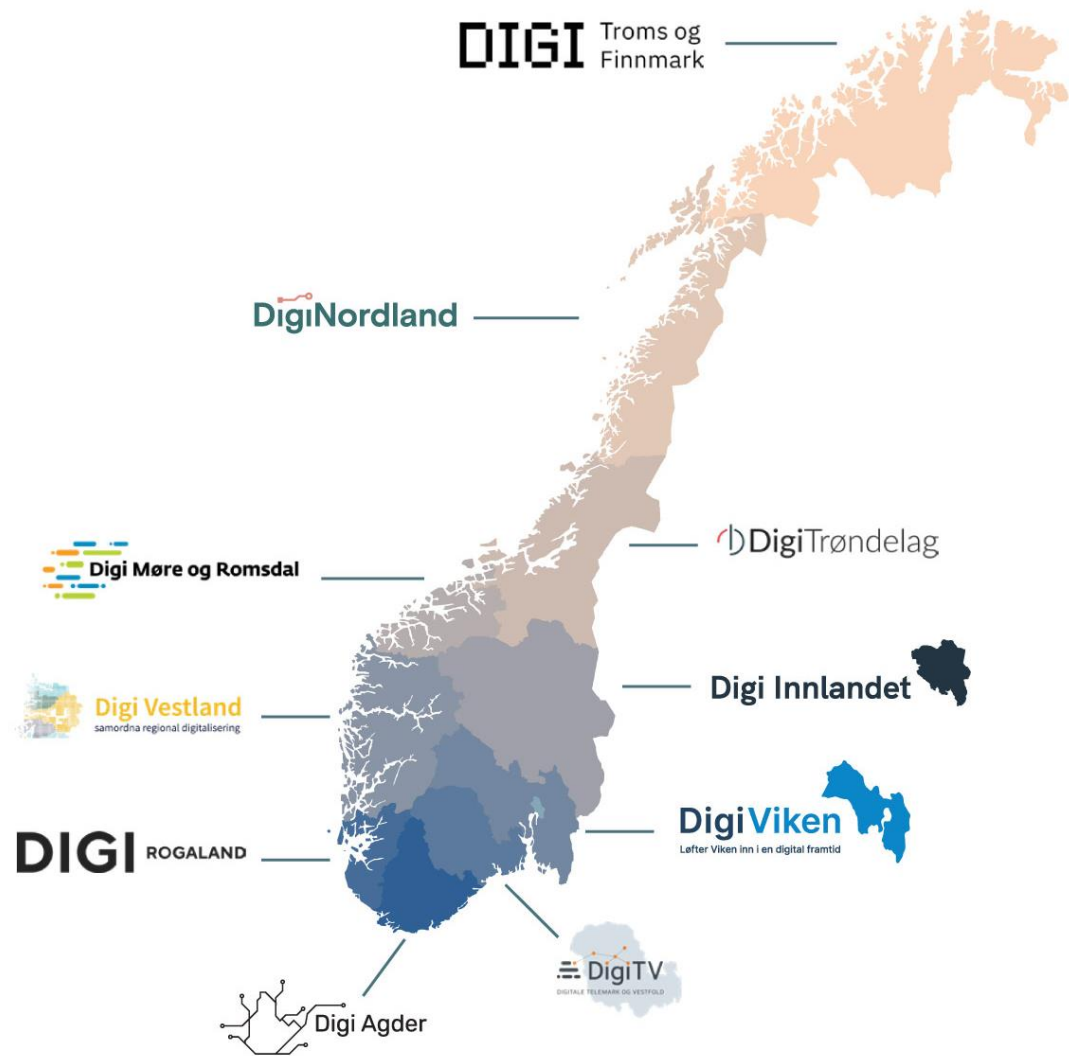 DIGI Troms og
Finnmark
DigiNordland
DigiTrøndelag
Digi Møre og Romsdal
Digi Innlandet
Digi Vestland
samordna regional digitalisering
DigiViken
Løfter Viken inn i en digital framtid
DIGI ROGALAND
DigiTV
DIGITALE TELEMARK OG VESTFOLD
Digi Agder